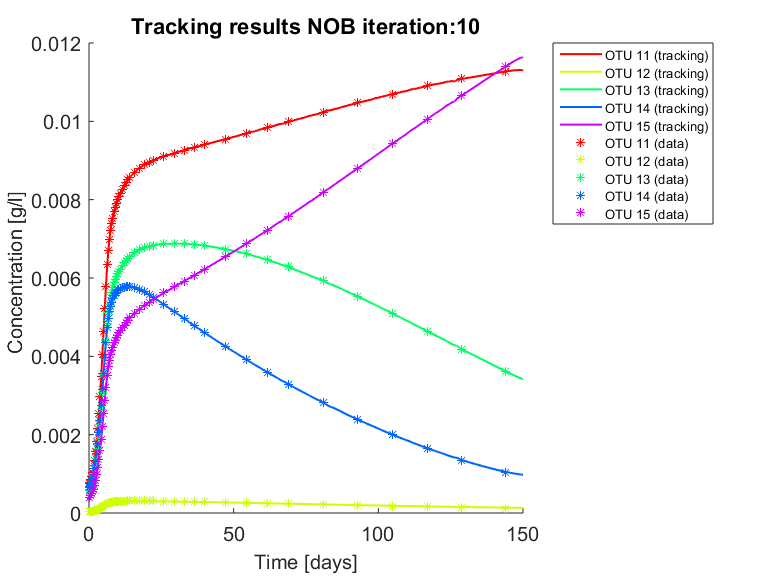 Tracking results NOB iteration:10
0.012
0.01
0.008
0.006
0.004
0.002
0
0
50
100
150
Concentration [g/l]
Time [days]
OTU 11 (tracking)
OTU 12 (tracking)
OTU 13 (tracking)
OTU 14 (tracking)
OTU 15 (tracking)
OTU 11 (data)
OTU 12 (data)
OTU 13 (data)
OTU 14 (data)
OTU 15 (data)